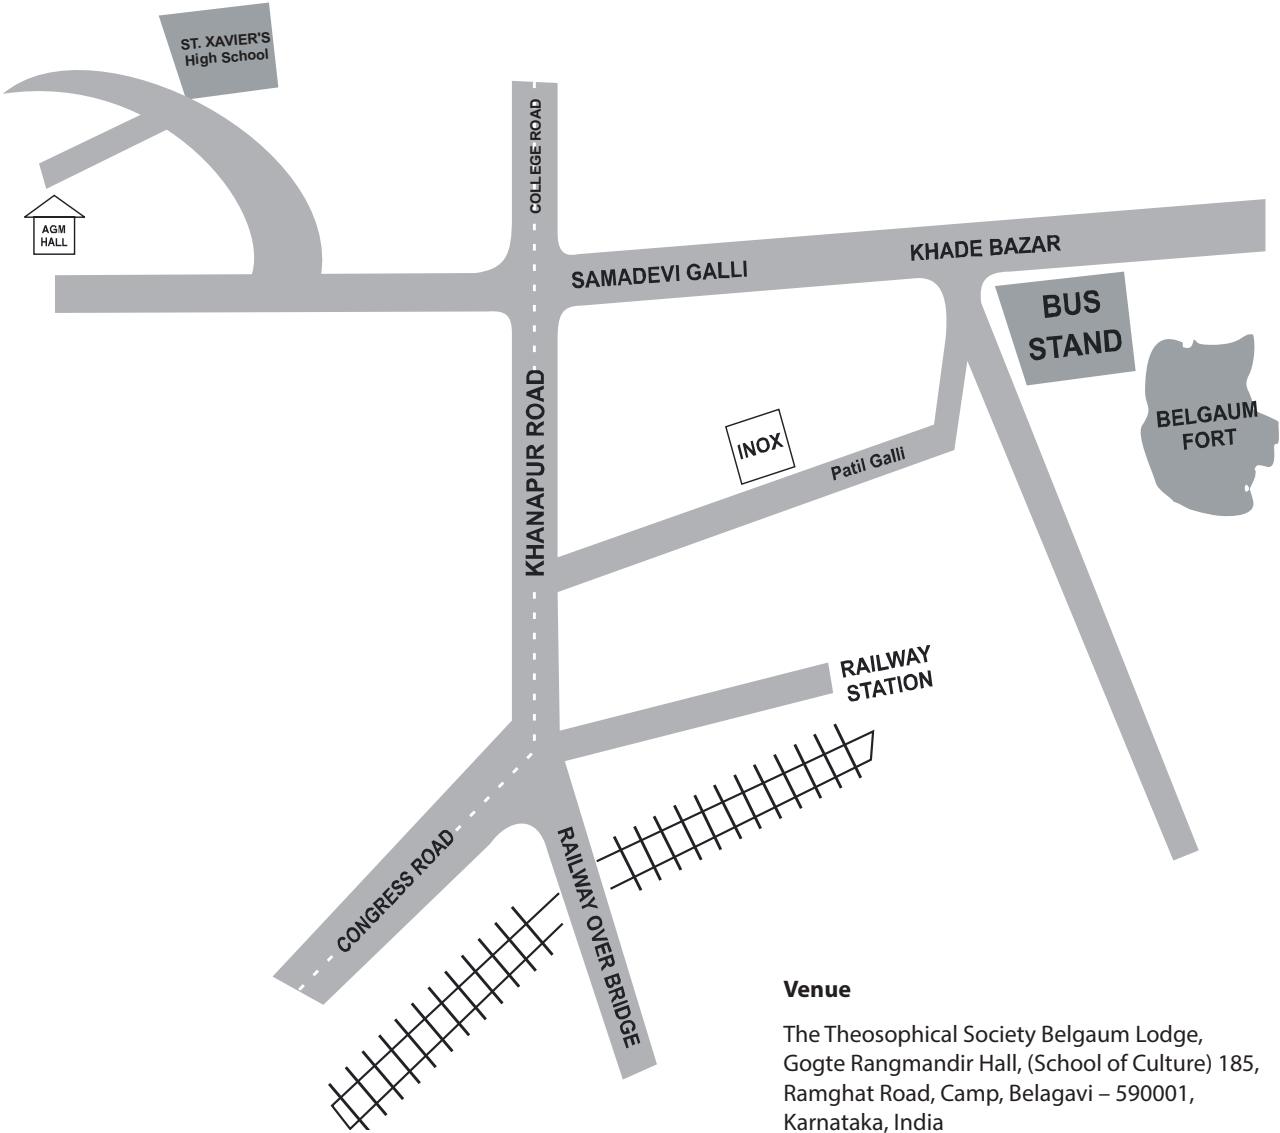 ST. XAVIER'S
High School
COLLEGE ROAD
AGM
HALL
SAMADEVI GALLI
KHADE BAZAR
BUS
STAND
BELGAUM
FORT
KHANAPUR ROAD
INOX
Patil Galli
RAILWAY
STATION
CONGRESS ROAD
RAILWAY OVER BRIDGE
Venue
The Theosophical Society Belgaum Lodge,
Gogte Rangmandir Hall, (School of Culture) 185,
Ramghat Road, Camp, Belagavi – 590001,
Karnataka, India